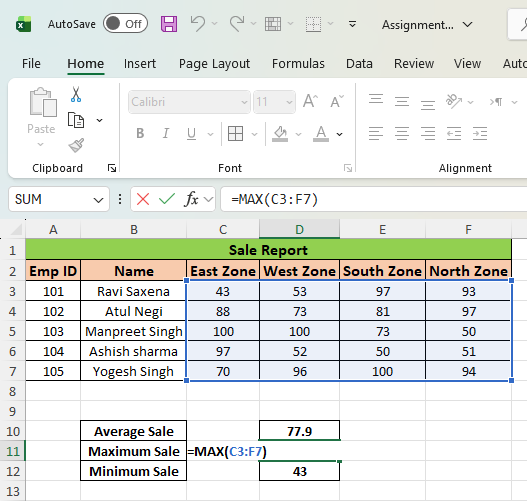 AutoSave Off Assignment...
File Home Insert Page Layout Formulas Data Review View
Calibri 11 A A
Paste B I U A
Clipboard Font Alignment
SUM fx =MAX(C3:F7)
A B C D E F
1 Sale Report
2 Emp ID Name East Zone West Zone South Zone North Zone
3 101 Ravi Saxena 43 53 97 93
4 102 Atul Negi 88 73 81 97
5 103 Manpreet Singh 100 100 73 50
6 104 Ashish sharma 97 52 50 51
7 105 Yogesh Singh 70 96 100 94
8
9
10 Average Sale 77.9
11 Maximum Sale =MAX(C3:F7)
12 Minimum Sale 43
13